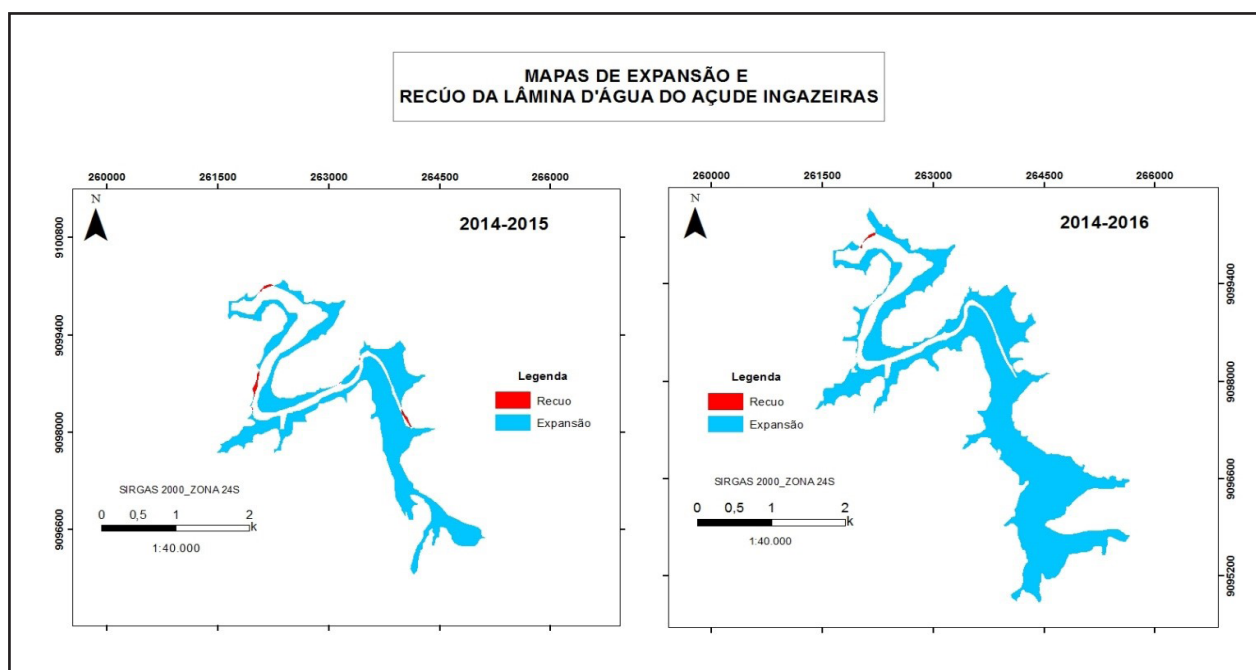 MAPAS DE EXPANSÃO E
RECÚO DA LÂMINA D'ÁGUA DO AÇUDE INGAZEIRAS
260000 261500 263000 264500 266000
N
2014-2015
9100800
9099400
9098000
9096600
Legenda
Recuo
Expansão
SIRGAS 2000_ZONA 24S
0 0,5 1 2
k
1:40.000
260000 261500 263000 264500 266000
N
2014-2016
9099400
9098000
9096600
9095200
Legenda
Recuo
Expansão
SIRGAS 2000_ZONA 24S
0 0,5 1 2
k
1:40.000